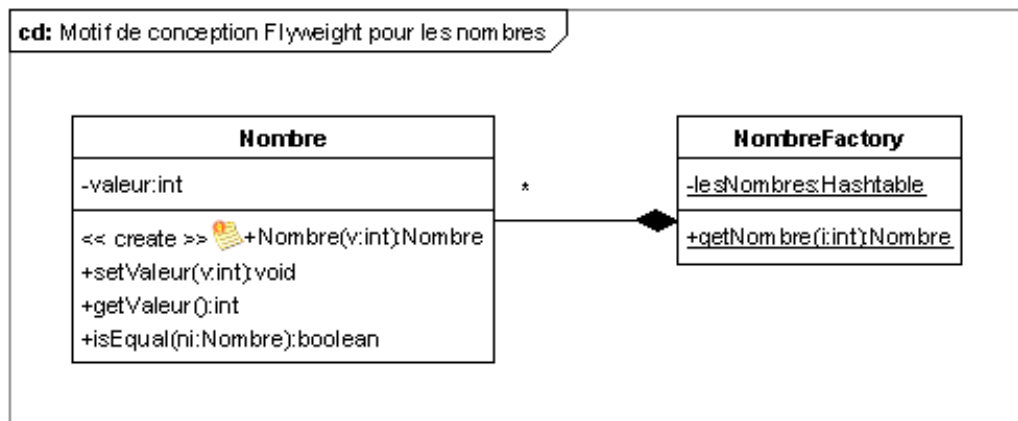 cd: Motif de conception Flyweight pour les nombres
Nombre
-valeur:int
<< create >> +Nombre(v:int):Nombre
+setValeur(v:int):void
+getValeur():int
+isEqual(ni:Nombre):boolean
*
NombreFactory
-lesNombres:Hashtable
+getNombre(i:int):Nombre